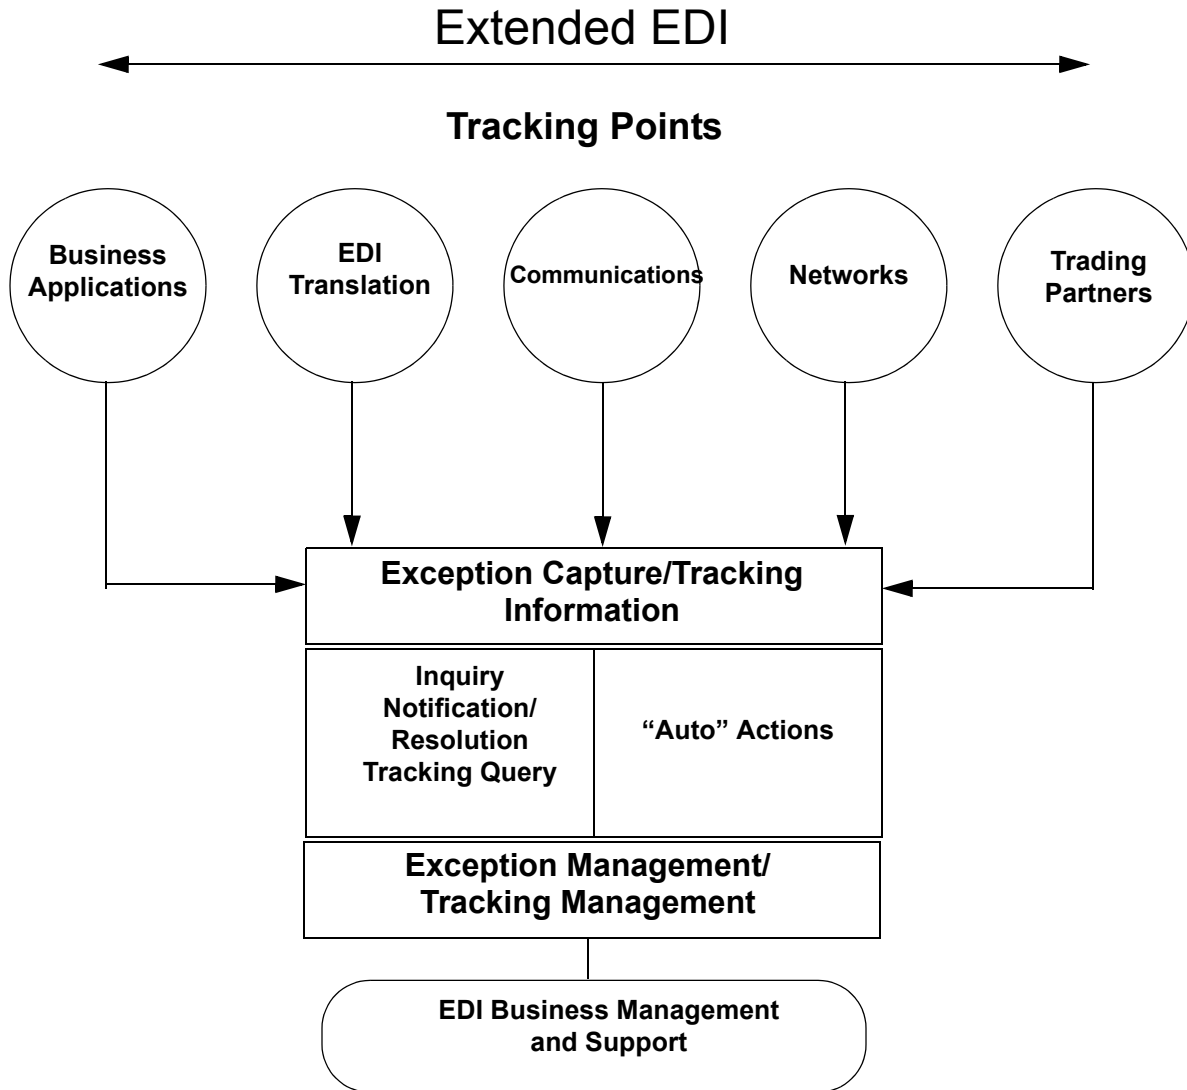 Extended EDI
Tracking Points
Business
Applications
EDI
Translation
Communications
Networks
Trading
Partners
Exception Capture/Tracking
Information
Inquiry
Notification/
Resolution
Tracking Query
“Auto” Actions
Exception Management/
Tracking Management
EDI Business Management
and Support